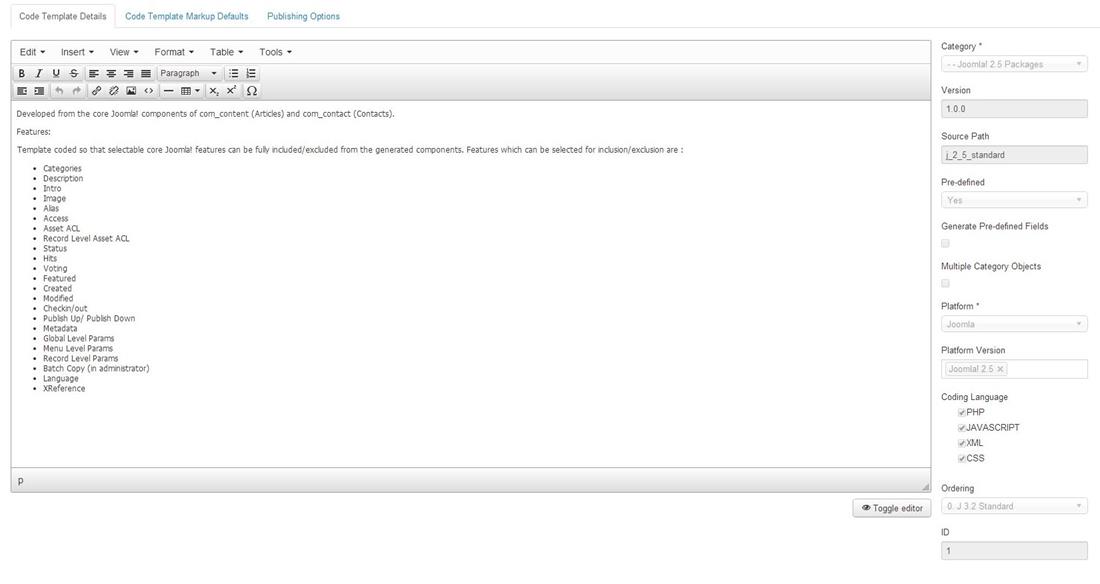 Code Template Details Code Template Markup Defaults Publishing Options
Edit Insert View Format Table Tools
B I U S Paragraph
X₂ X² Ω
Developed from the core Joomla! components of com_content (Articles) and com_contact (Contacts).
Features:
Template coded so that selectable core Joomla! features can be fully included/excluded from the generated components. Features which can be selected for inclusion/exclusion are :
• Categories
• Description
• Intro
• Image
• Alias
• Access
• Asset ACL
• Record Level Asset ACL
• Status
• Hits
• Voting
• Featured
• Created
• Modified
• Checkin/out
• Publish Up/ Publish Down
• Metadata
• Global Level Params
• Menu Level Params
• Record Level Params
• Batch Copy (in administrator)
• Language
• XReference
p
Toggle editor
Category *
- - Joomla! 2.5 Packages
Version
1.0.0
Source Path
j_2_5_standard
Pre-defined
Yes
Generate Pre-defined Fields
Multiple Category Objects
Platform *
Joomla
Platform Version
Joomla! 2.5 ×
Coding Language
PHP
JAVASCRIPT
XML
CSS
Ordering
0. J 3.2 Standard
ID
1